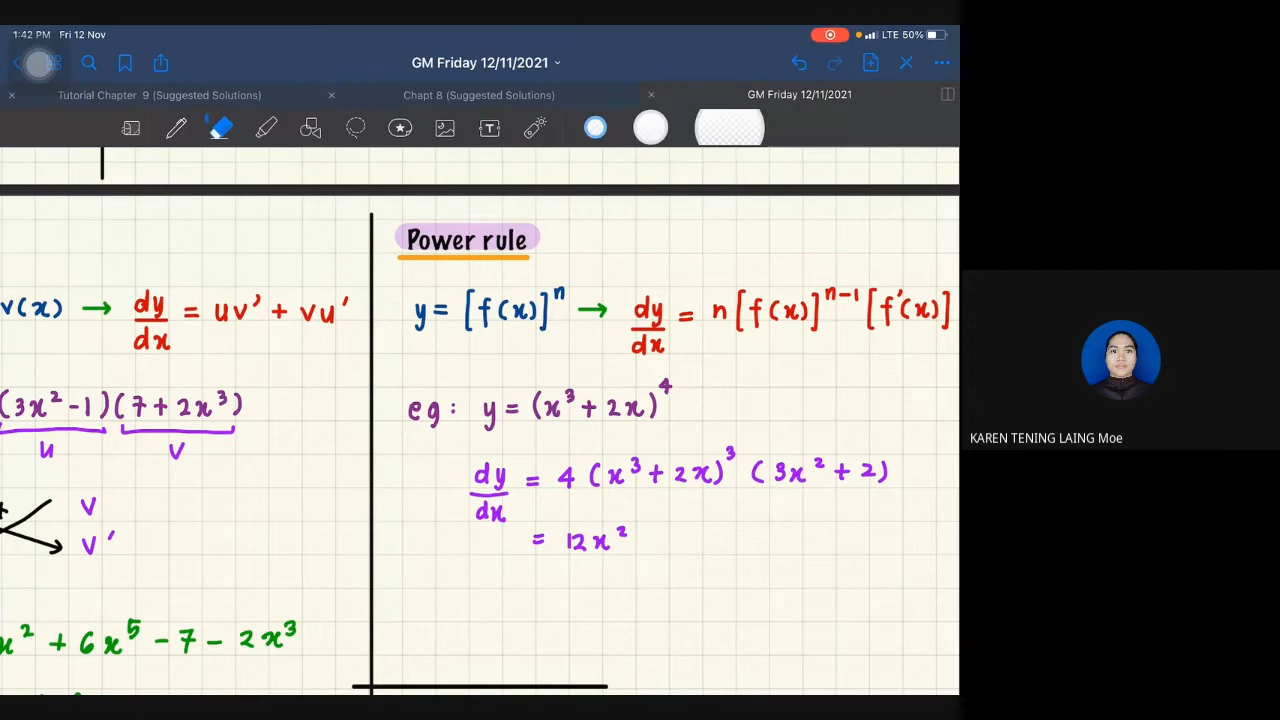 1:42 PM Fri 12 Nov
LTE 50%
GM Friday 12/11/2021
Tutorial Chapter 9 (Suggested Solutions)
Chapt 8 (Suggested Solutions)
GM Friday 12/11/2021
v(x) → dy/dx = uv' + vu'
(3x² - 1)(7 + 2x³)
u v
v
v'
x² + 6x⁵ - 7 - 2x³
Power rule
y = [f(x)]ⁿ → dy/dx = n[f(x)]ⁿ⁻¹ [f'(x)]
eg: y = (x³ + 2x)⁴
dy/dx = 4 (x³ + 2x)³ (3x² + 2)
= 12x²
KAREN TENING LAING Moe